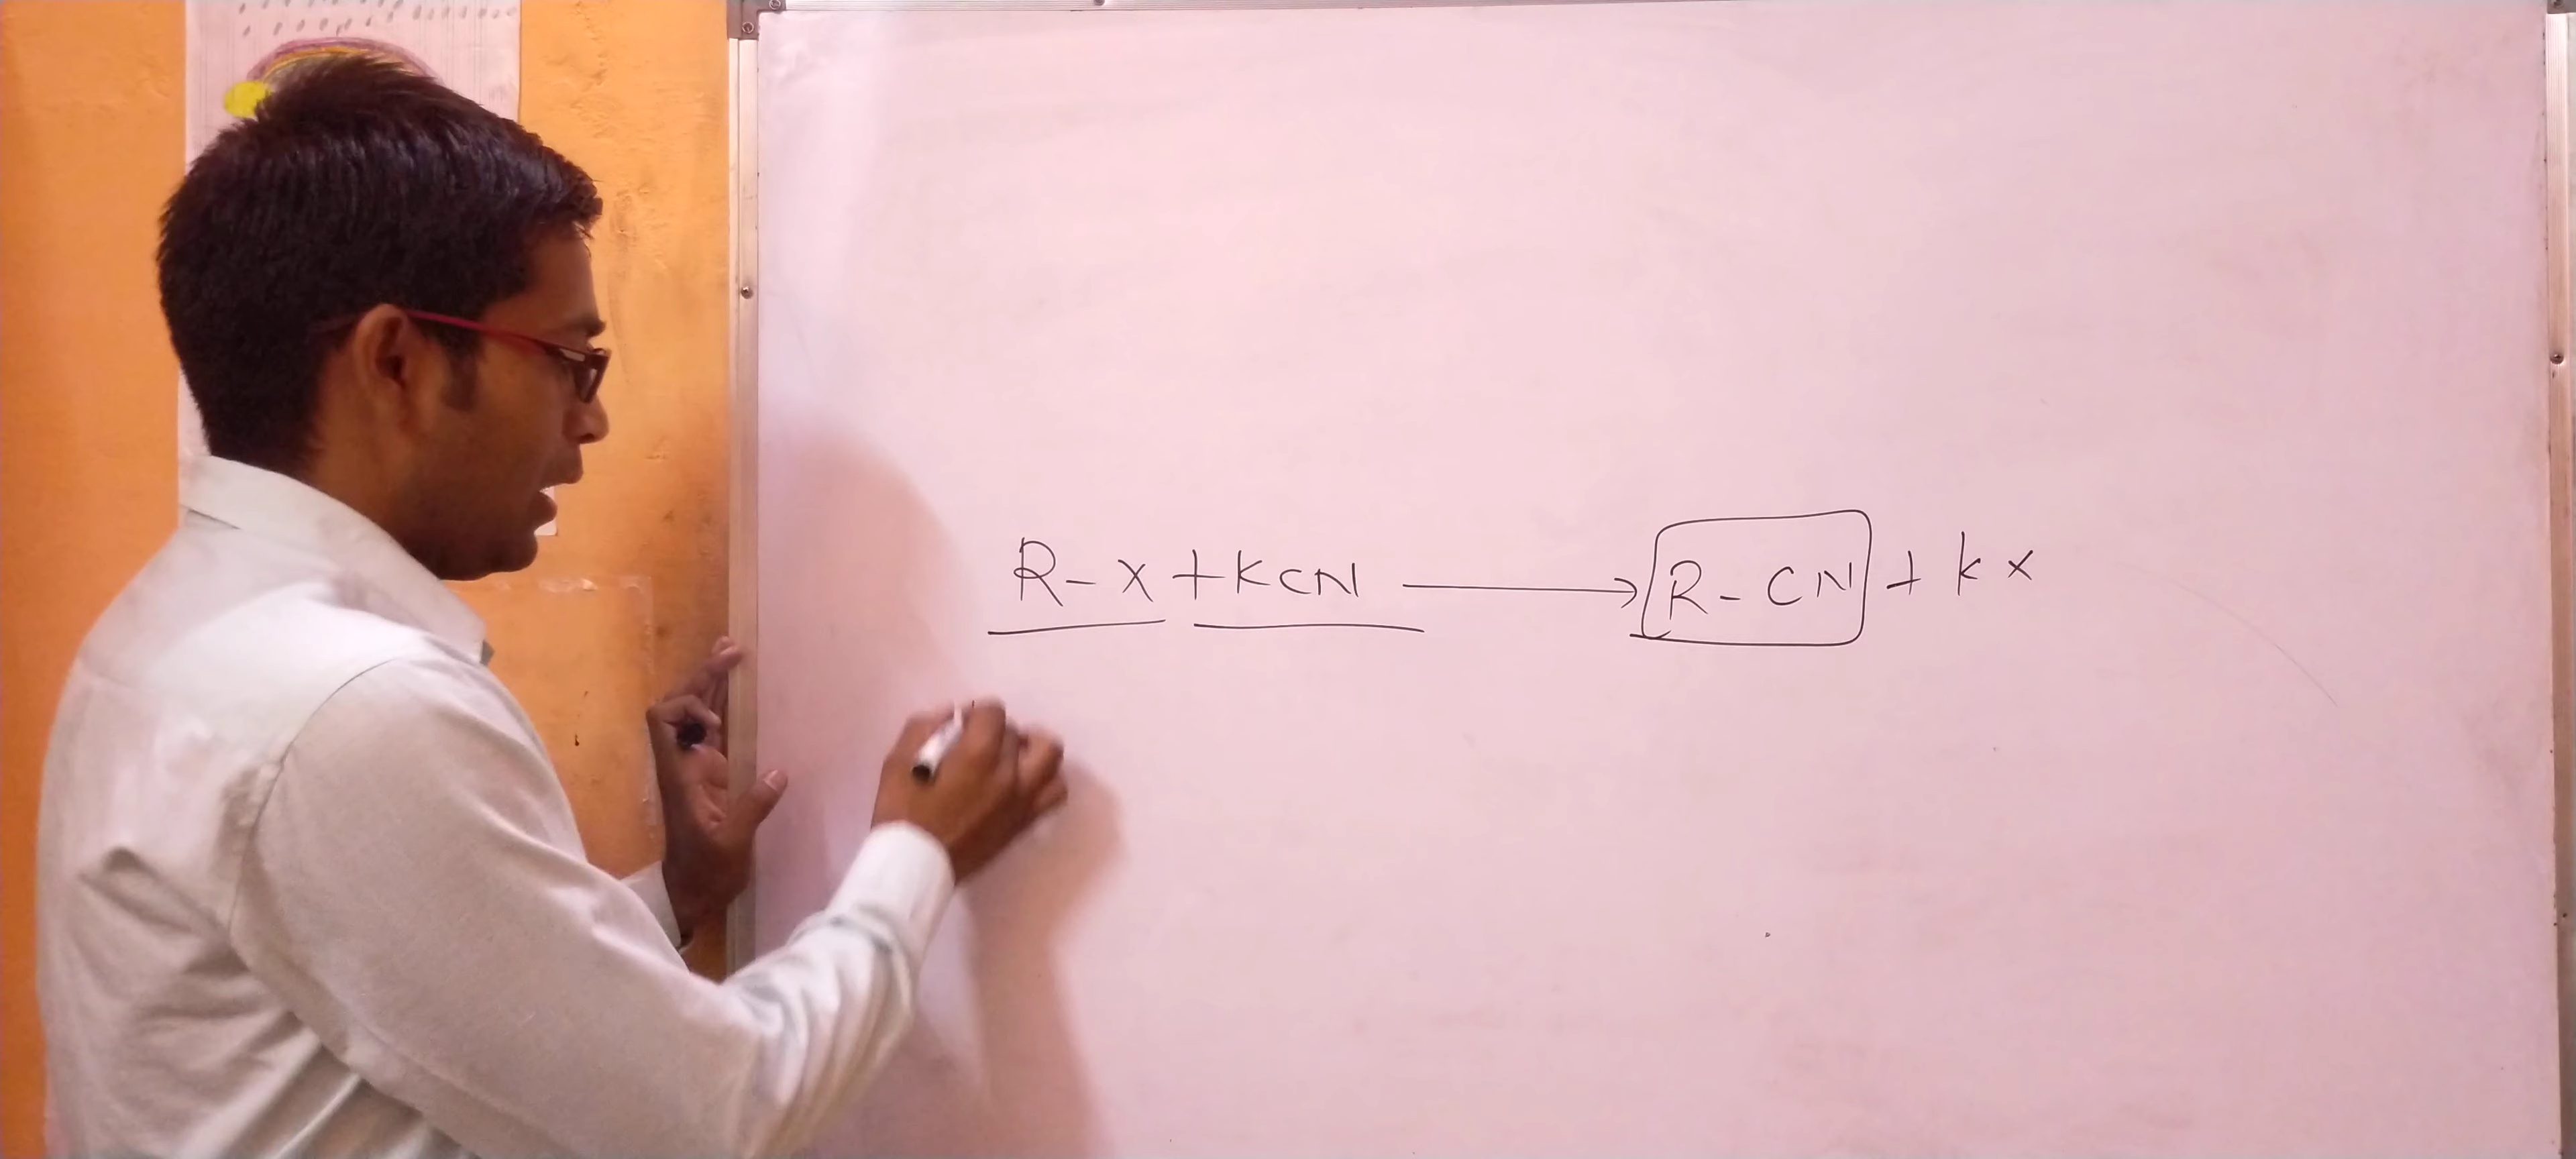 R - x + KCN ⟶ R - CN + kx